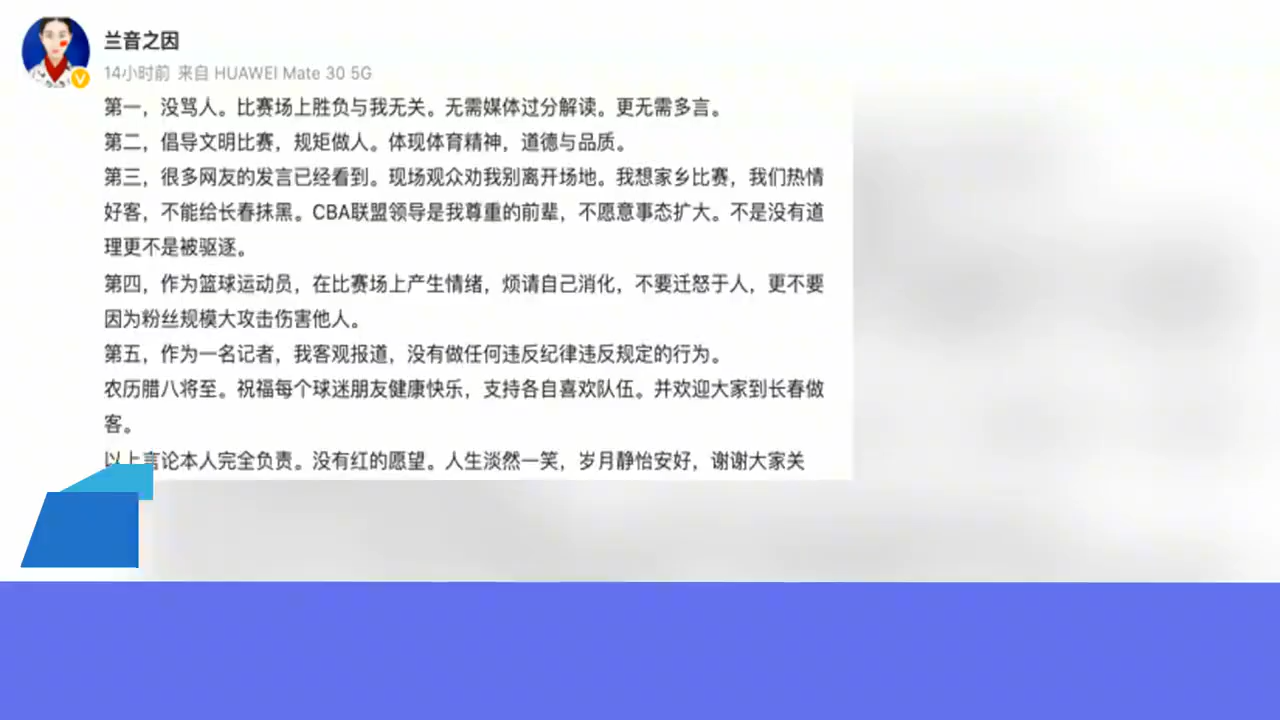 兰音之因
14小时前 来自 HUAWEI Mate 30 5G
第一，没骂人。比赛场上胜负与我无关。无需媒体过分解读。更无需多言。
第二，倡导文明比赛，规矩做人。体现体育精神，道德与品质。
第三，很多网友的发言已经看到。现场观众劝我别离开场地。我想家乡比赛，我们热情
好客，不能给长春抹黑。CBA联盟领导是我尊重的前辈，不愿意事态扩大。不是没有道
理更不是被驱逐。
第四，作为篮球运动员，在比赛场上产生情绪，烦请自己消化，不要迁怒于人，更不要
因为粉丝规模大攻击伤害他人。
第五，作为一名记者，我客观报道，没有做任何违反纪律违反规定的行为。
农历腊八将至。祝福每个球迷朋友健康快乐，支持各自喜欢队伍。并欢迎大家到长春做
客。
以上言论本人完全负责。没有红的愿望。人生淡然一笑，岁月静怡安好，谢谢大家关